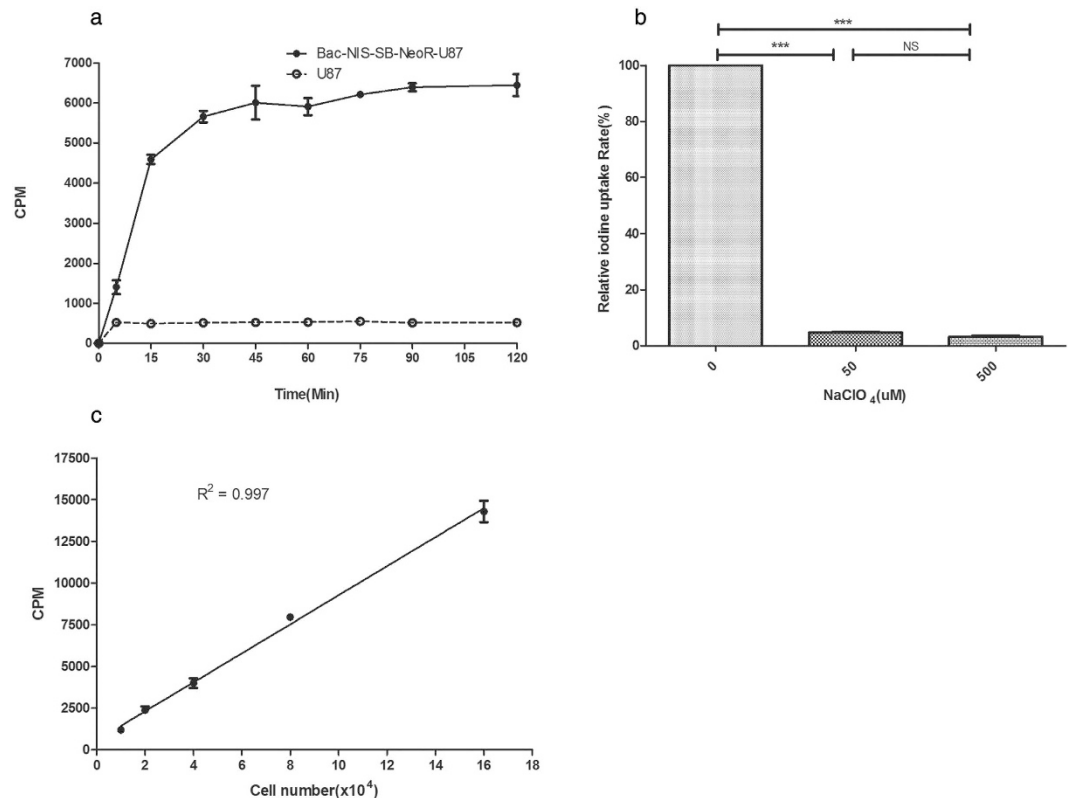 a
Bac-NIS-SB-NeoR-U87
U87
7000
6000
5000
4000
3000
2000
1000
0
CPM
0 15 30 45 60 75 90 105 120
Time(Min)
b
***
*** NS
100
80
60
40
20
0
Relative iodine uptake Rate(%)
0 50 500
NaClO4(uM)
c
17500
15000
12500
10000
7500
5000
2500
0
CPM
R² = 0.997
0 2 4 6 8 10 12 14 16 18
Cell number(x10⁴)